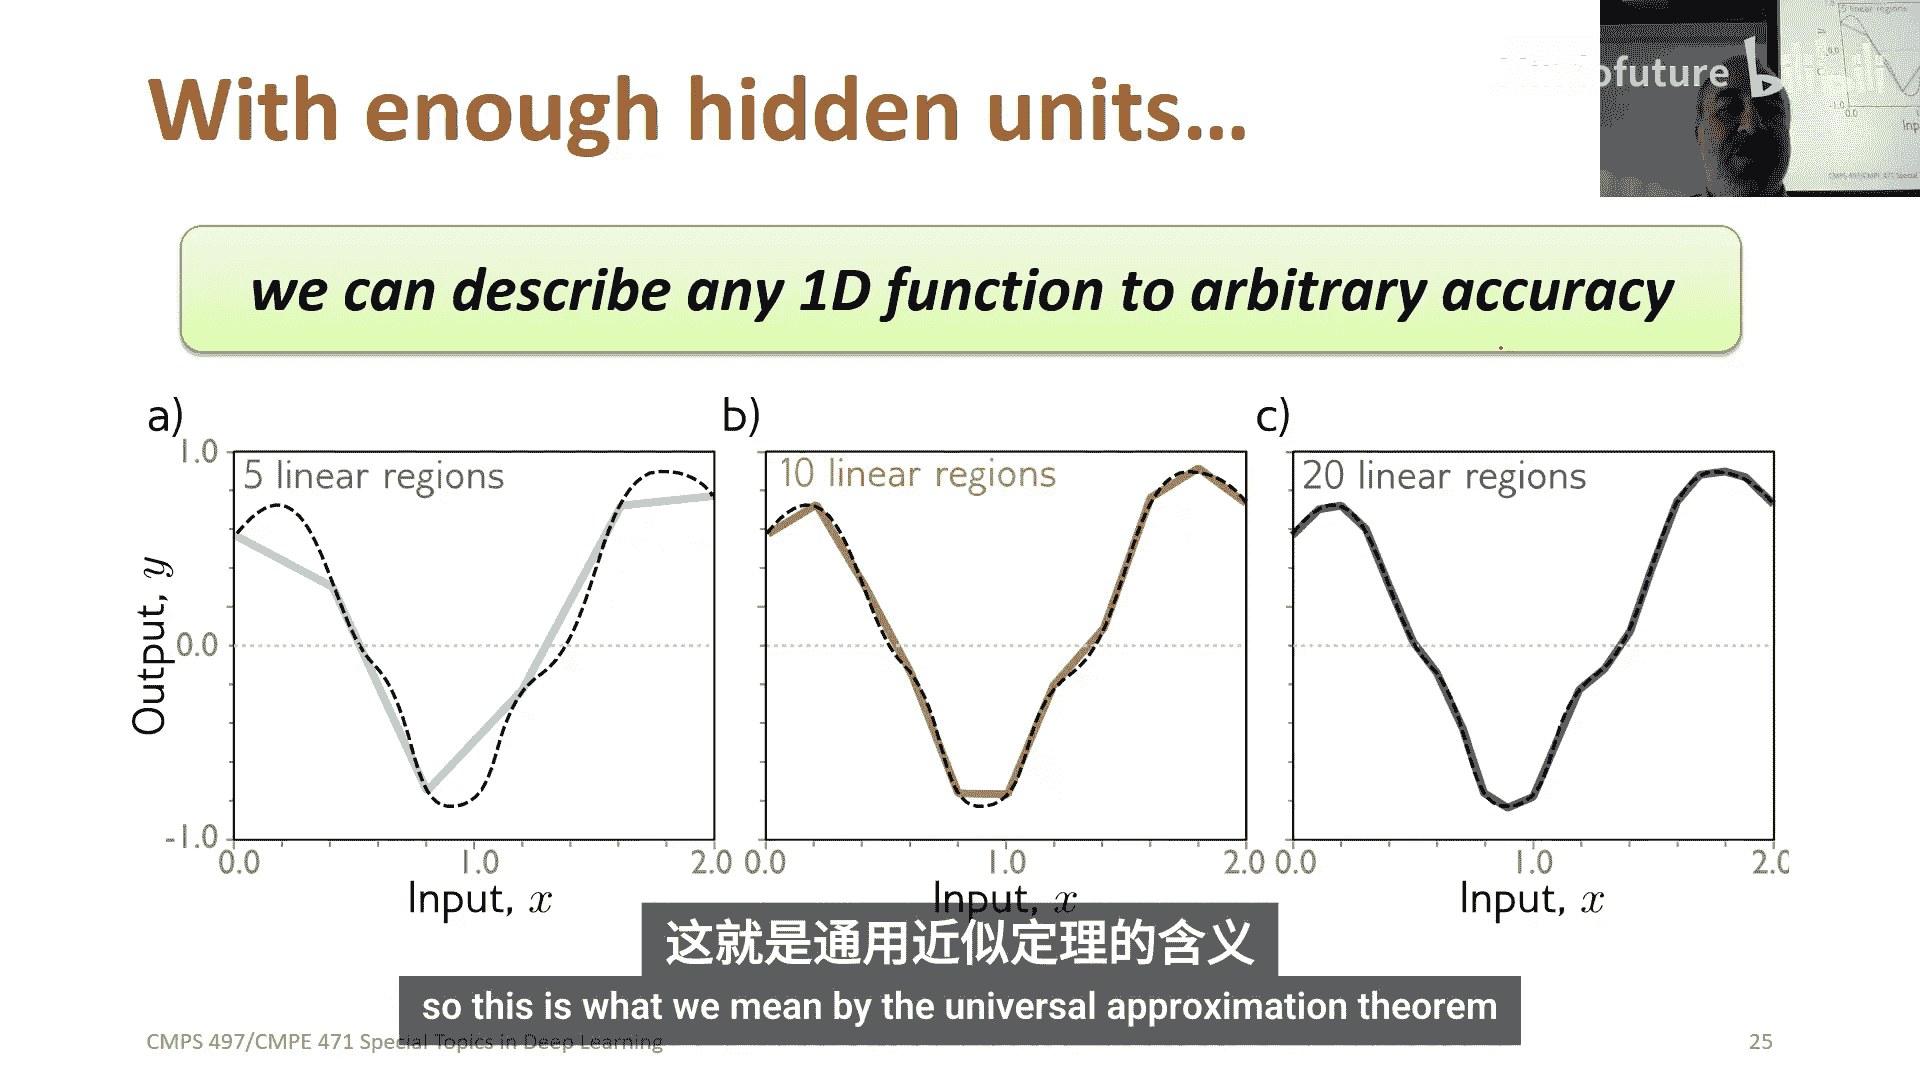 With enough hidden units...
ofuture bilibili
we can describe any 1D function to arbitrary accuracy
a)
b)
c)
5 linear regions
10 linear regions
20 linear regions
1.0
0.0
-1.0
Output, y
0.0 1.0 2.0
0.0 1.0 2.0
0.0 1.0 2.0
Input, x
Input, x
Input, x
这就是通用近似定理的含义
so this is what we mean by the universal approximation theorem
CMPS 497/CMPE 471 Special Topics in Deep Learning
25